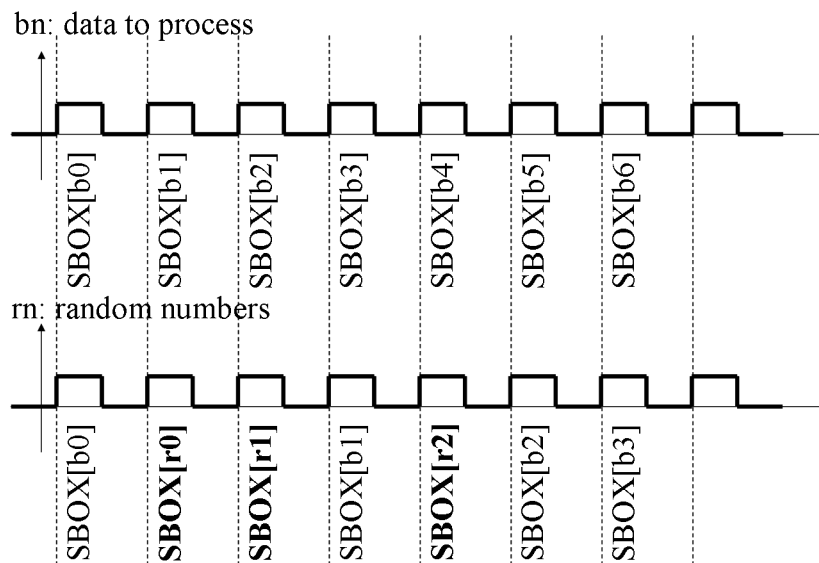 bn: data to process
SBOX[b0]
SBOX[b1]
SBOX[b2]
SBOX[b3]
SBOX[b4]
SBOX[b5]
SBOX[b6]
rn: random numbers
SBOX[b0]
SBOX[r0]
SBOX[r1]
SBOX[b1]
SBOX[r2]
SBOX[b2]
SBOX[b3]